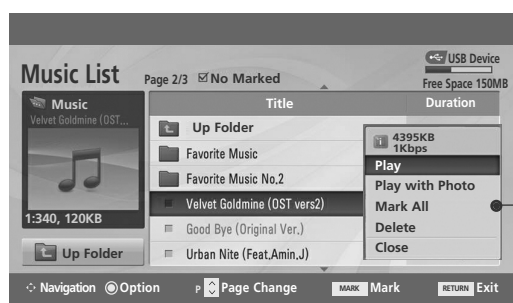 USB Device
Music List Page 2/3 No Marked
Free Space 150MB
Music
Velvet Goldmine (OST...
1:340, 120KB
Up Folder
Title Duration
Up Folder
Favorite Music
Favorite Music No.2
Velvet Goldmine (OST vers2)
Good Bye (Original Ver.)
Urban Nite (Feat.Amin.J)
4395KB
1Kbps
Play
Play with Photo
Mark All
Delete
Close
Navigation Option P Page Change MARK Mark RETURN Exit